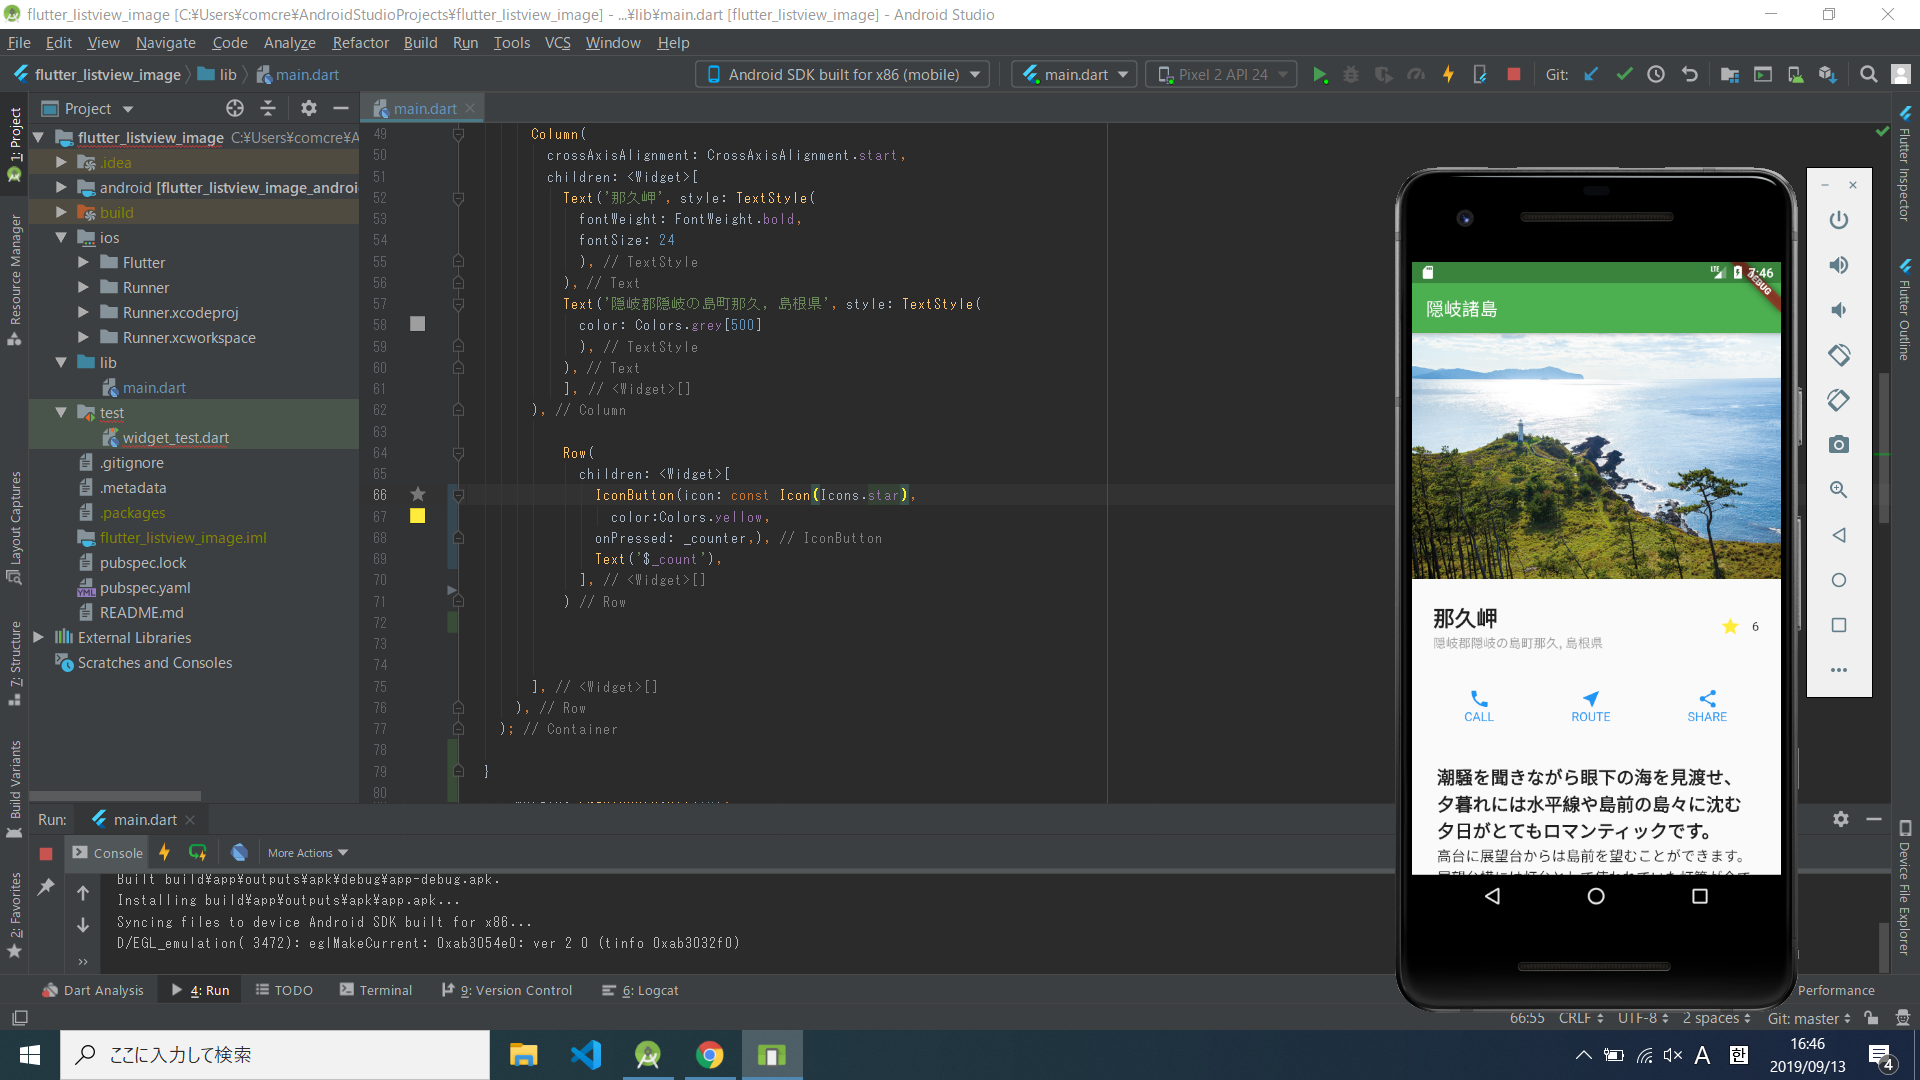 flutter_listview_image [C:¥Users¥comcre¥AndroidStudioProjects¥flutter_listview_image] - ...¥lib¥main.dart [flutter_listview_image] - Android Studio
File Edit View Navigate Code Analyze Refactor Build Run Tools VCS Window Help
flutter_listview_image lib main.dart
Android SDK built for x86 (mobile) main.dart Pixel 2 API 24 Git:
1: Project
Resource Manager
Layout Captures
7: Structure
Build Variants
2: Favorites
Project
flutter_listview_image C:¥Users¥comcre¥A
.idea
android [flutter_listview_image_androi
build
ios
Flutter
Runner
Runner.xcodeproj
Runner.xcworkspace
lib
main.dart
test
widget_test.dart
.gitignore
.metadata
.packages
flutter_listview_image.iml
pubspec.lock
pubspec.yaml
README.md
External Libraries
Scratches and Consoles
main.dart
49 Column(
50 crossAxisAlignment: CrossAxisAlignment.start,
51 children: <Widget>[
52 Text('那久岬', style: TextStyle(
53 fontWeight: FontWeight.bold,
54 fontSize: 24
55 ), // TextStyle
56 ), // Text
57 Text('隠岐郡隠岐の島町那久, 島根県', style: TextStyle(
58 color: Colors.grey[500]
59 ), // TextStyle
60 ), // Text
61 ], // <Widget>[]
62 ), // Column
63
64 Row(
65 children: <Widget>[
66 IconButton(icon: const Icon(Icons.star),
67 color:Colors.yellow,
68 onPressed: _counter,), // IconButton
69 Text('$_count'),
70 ], // <Widget>[]
71 ) // Row
72
73
74
75 ], // <Widget>[]
76 ), // Row
77 ); // Container
78
79 }
80
LTE 7:46
DEBUG
隠岐諸島
那久岬
隠岐郡隠岐の島町那久, 島根県
6
CALL ROUTE SHARE
潮騒を聞きながら眼下の海を見渡せ、
夕暮れには水平線や島前の島々に沈む
夕日がとてもロマンティックです。
高台に展望台からは島前を望むことができます。
Flutter Inspector
Flutter Outline
Device File Explorer
Run: main.dart
Console More Actions
Built build¥app¥outputs¥apk¥debug¥app-debug.apk.
Installing build¥app¥outputs¥apk¥app.apk...
Syncing files to device Android SDK built for x86...
D/EGL_emulation( 3472): eglMakeCurrent: 0xab3054e0: ver 2 0 (tinfo 0xab3032f0)
Dart Analysis 4: Run TODO Terminal 9: Version Control 6: Logcat Performance
66:55 CRLF UTF-8 2 spaces Git: master
ここに入力して検索
A 한 16:46
2019/09/13 4